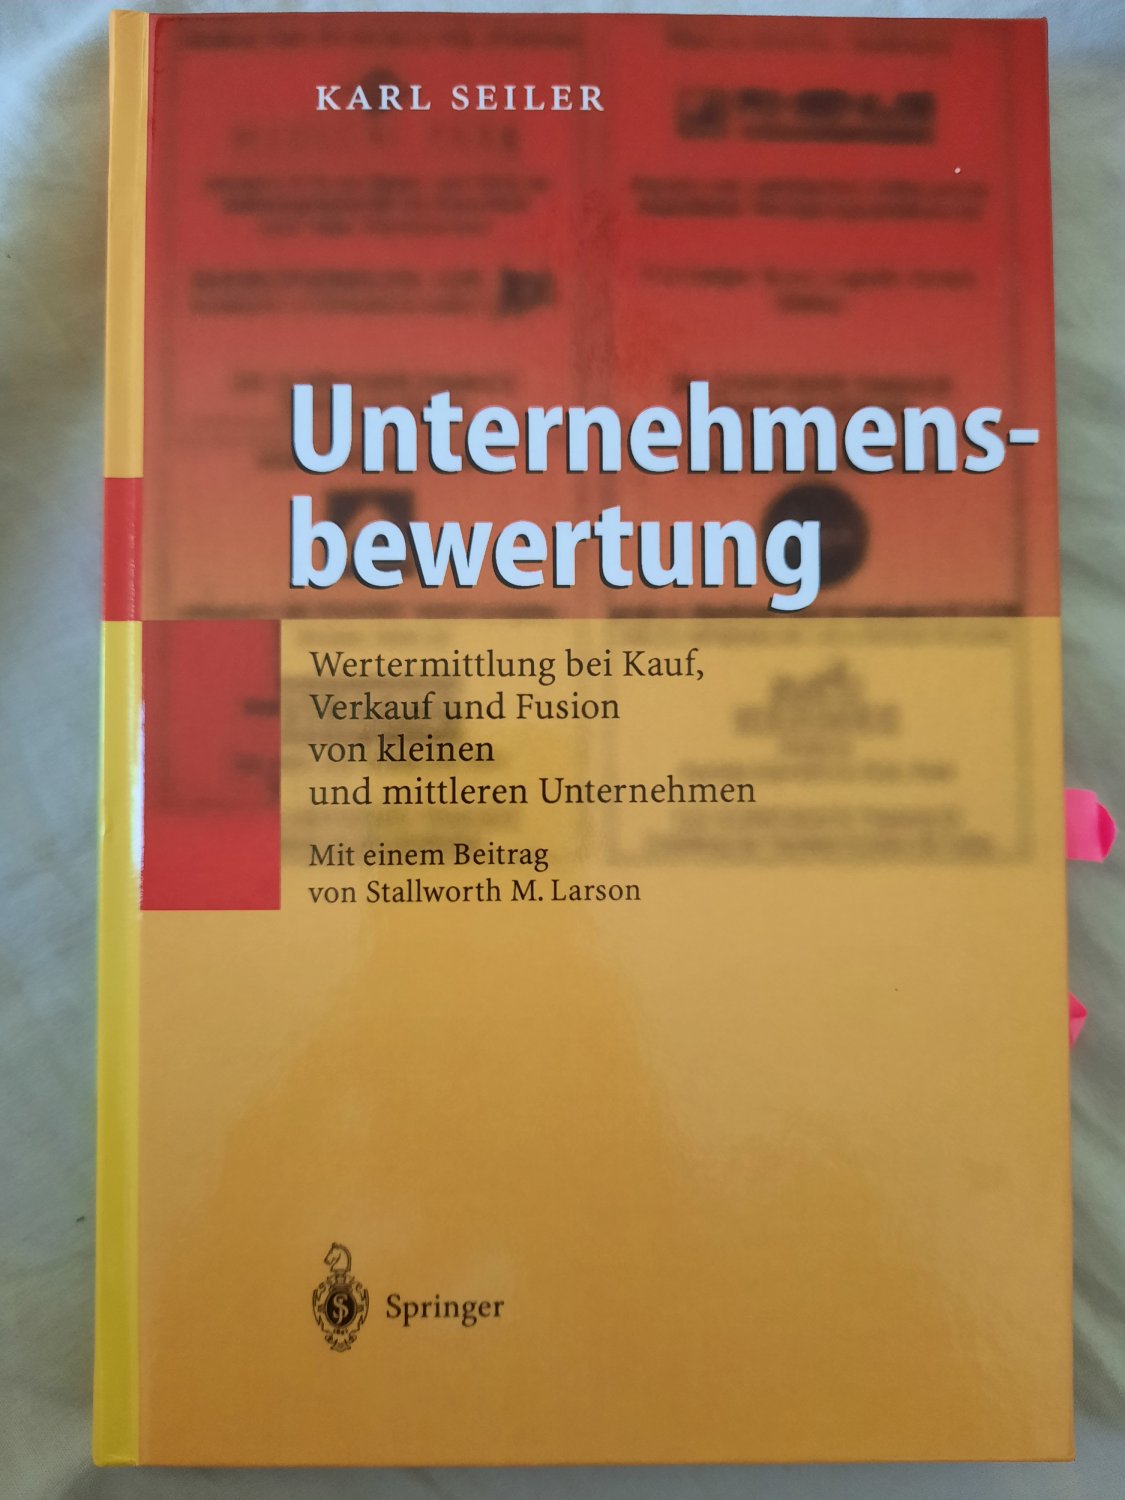 KARL SEILER
Unternehmens-
bewertung
Wertermittlung bei Kauf,
Verkauf und Fusion
von kleinen
und mittleren Unternehmen
Mit einem Beitrag
von Stallworth M. Larson
Springer